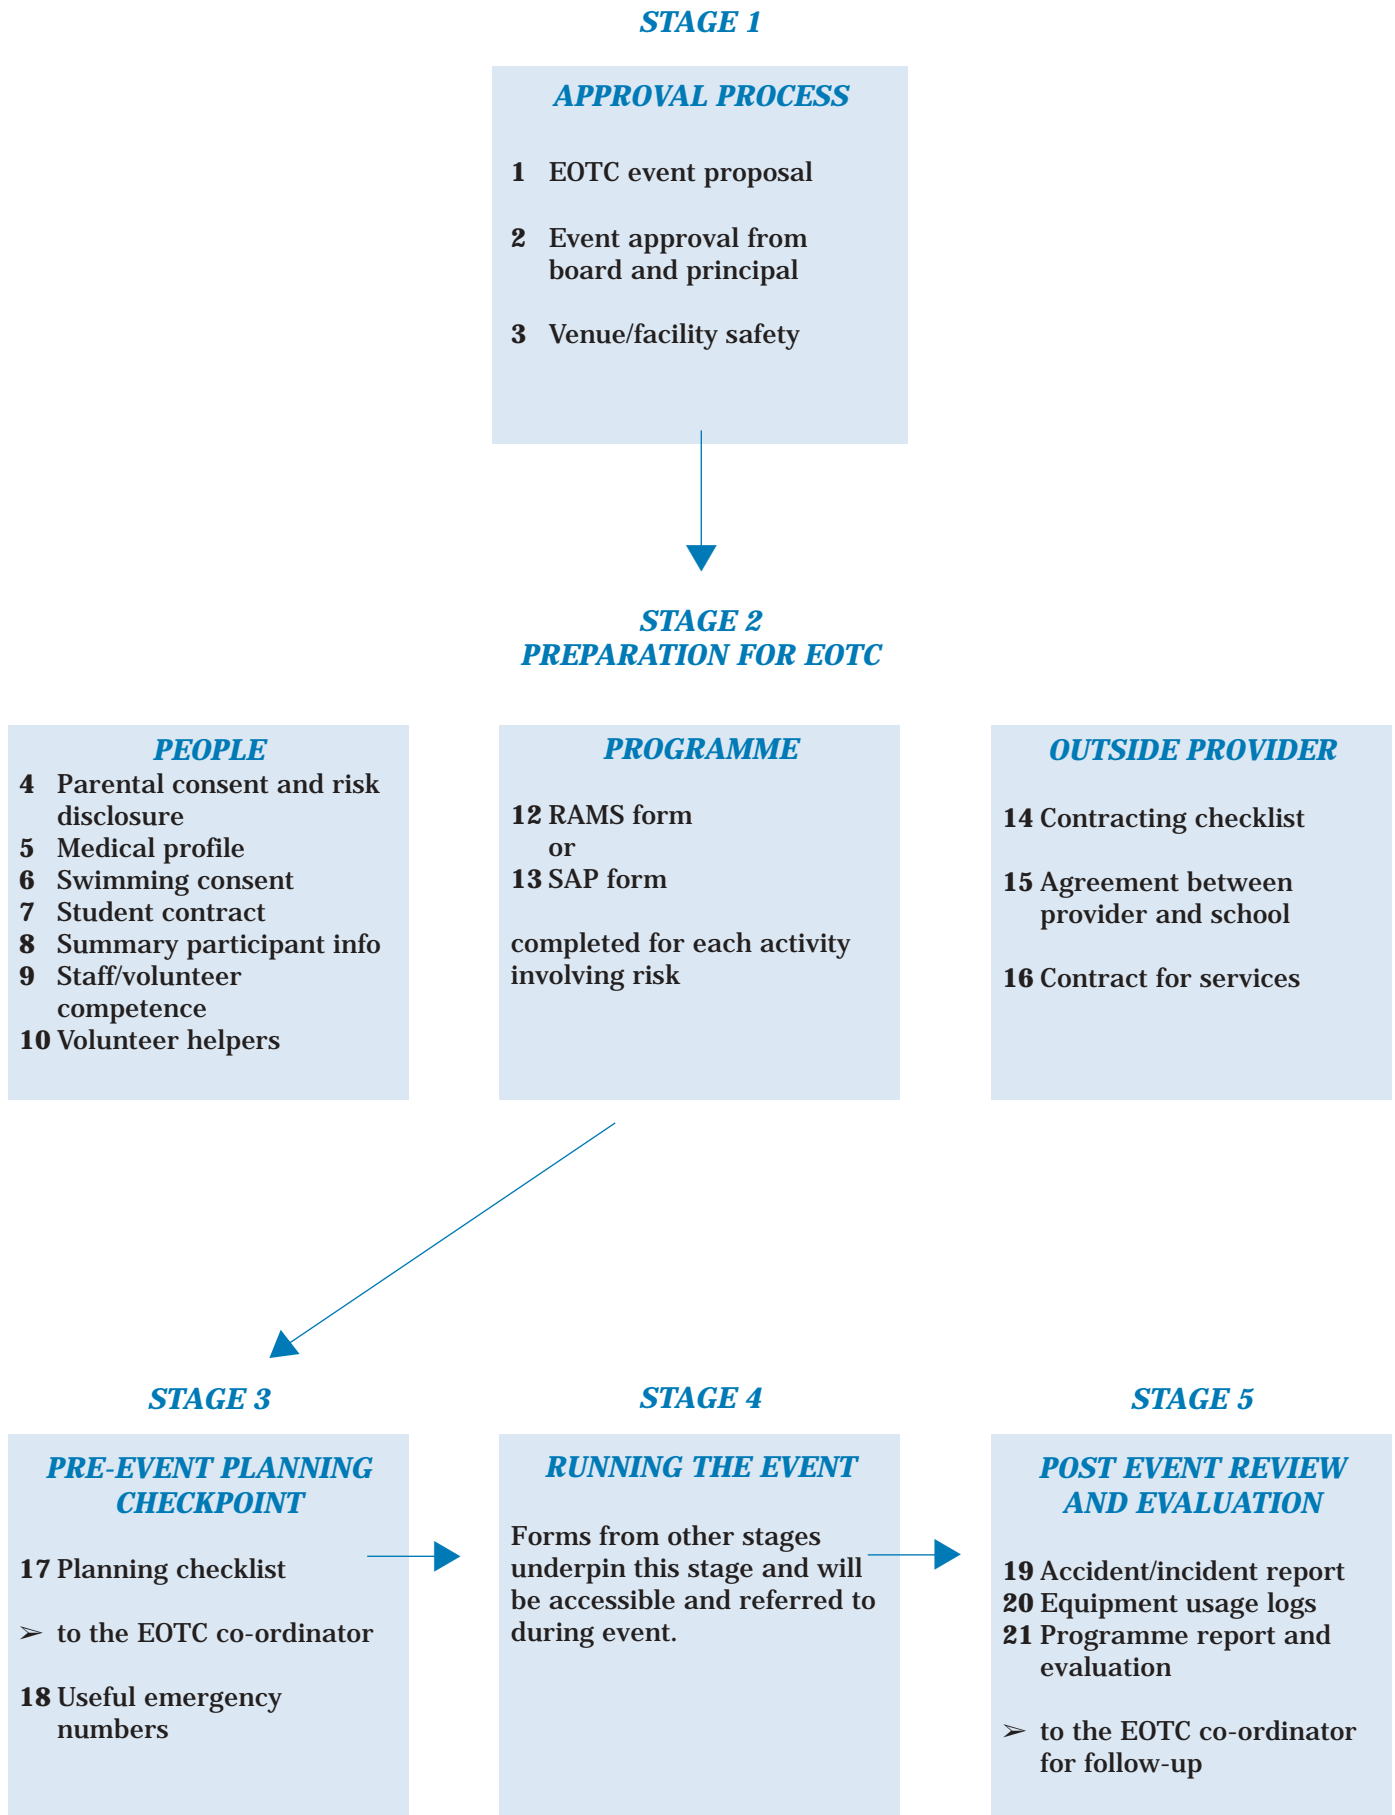 STAGE 1
APPROVAL PROCESS
1 EOTC event proposal
2 Event approval from
board and principal
3 Venue/facility safety
STAGE 2
PREPARATION FOR EOTC
PEOPLE
4 Parental consent and risk
disclosure
5 Medical profile
6 Swimming consent
7 Student contract
8 Summary participant info
9 Staff/volunteer
competence
10 Volunteer helpers
PROGRAMME
12 RAMS form
or
13 SAP form
completed for each activity
involving risk
OUTSIDE PROVIDER
14 Contracting checklist
15 Agreement between
provider and school
16 Contract for services
STAGE 3
PRE-EVENT PLANNING
CHECKPOINT
17 Planning checklist
➢ to the EOTC co-ordinator
18 Useful emergency
numbers
STAGE 4
RUNNING THE EVENT
Forms from other stages
underpin this stage and will
be accessible and referred to
during event.
STAGE 5
POST EVENT REVIEW
AND EVALUATION
19 Accident/incident report
20 Equipment usage logs
21 Programme report and
evaluation
➢ to the EOTC co-ordinator
for follow-up